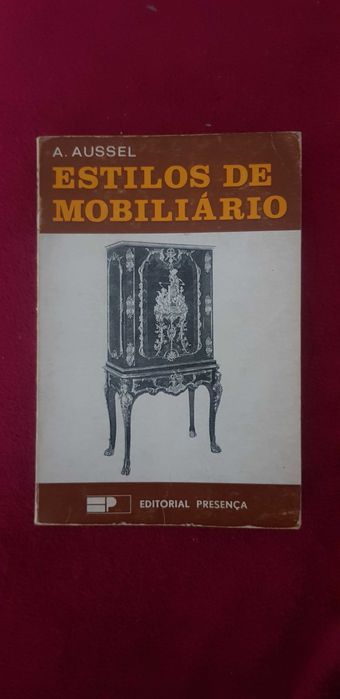 A. AUSSEL
ESTILOS DE
MOBILIÁRIO
EP EDITORIAL PRESENÇA